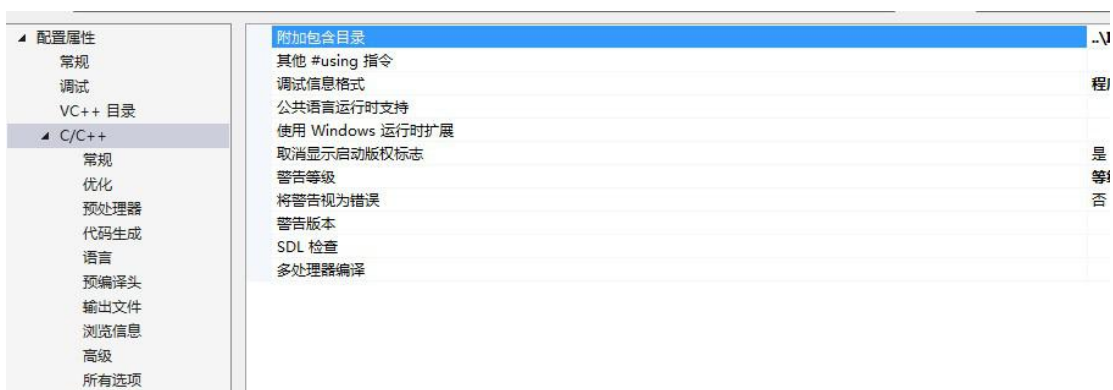 配置属性
常规
调试
VC++ 目录
C/C++
常规
优化
预处理器
代码生成
语言
预编译头
输出文件
浏览信息
高级
所有选项
附加包含目录 ..\
其他 #using 指令
调试信息格式
公共语言运行时支持
使用 Windows 运行时扩展
取消显示启动版权标志 是
警告等级
将警告视为错误 否
警告版本
SDL 检查
多处理器编译